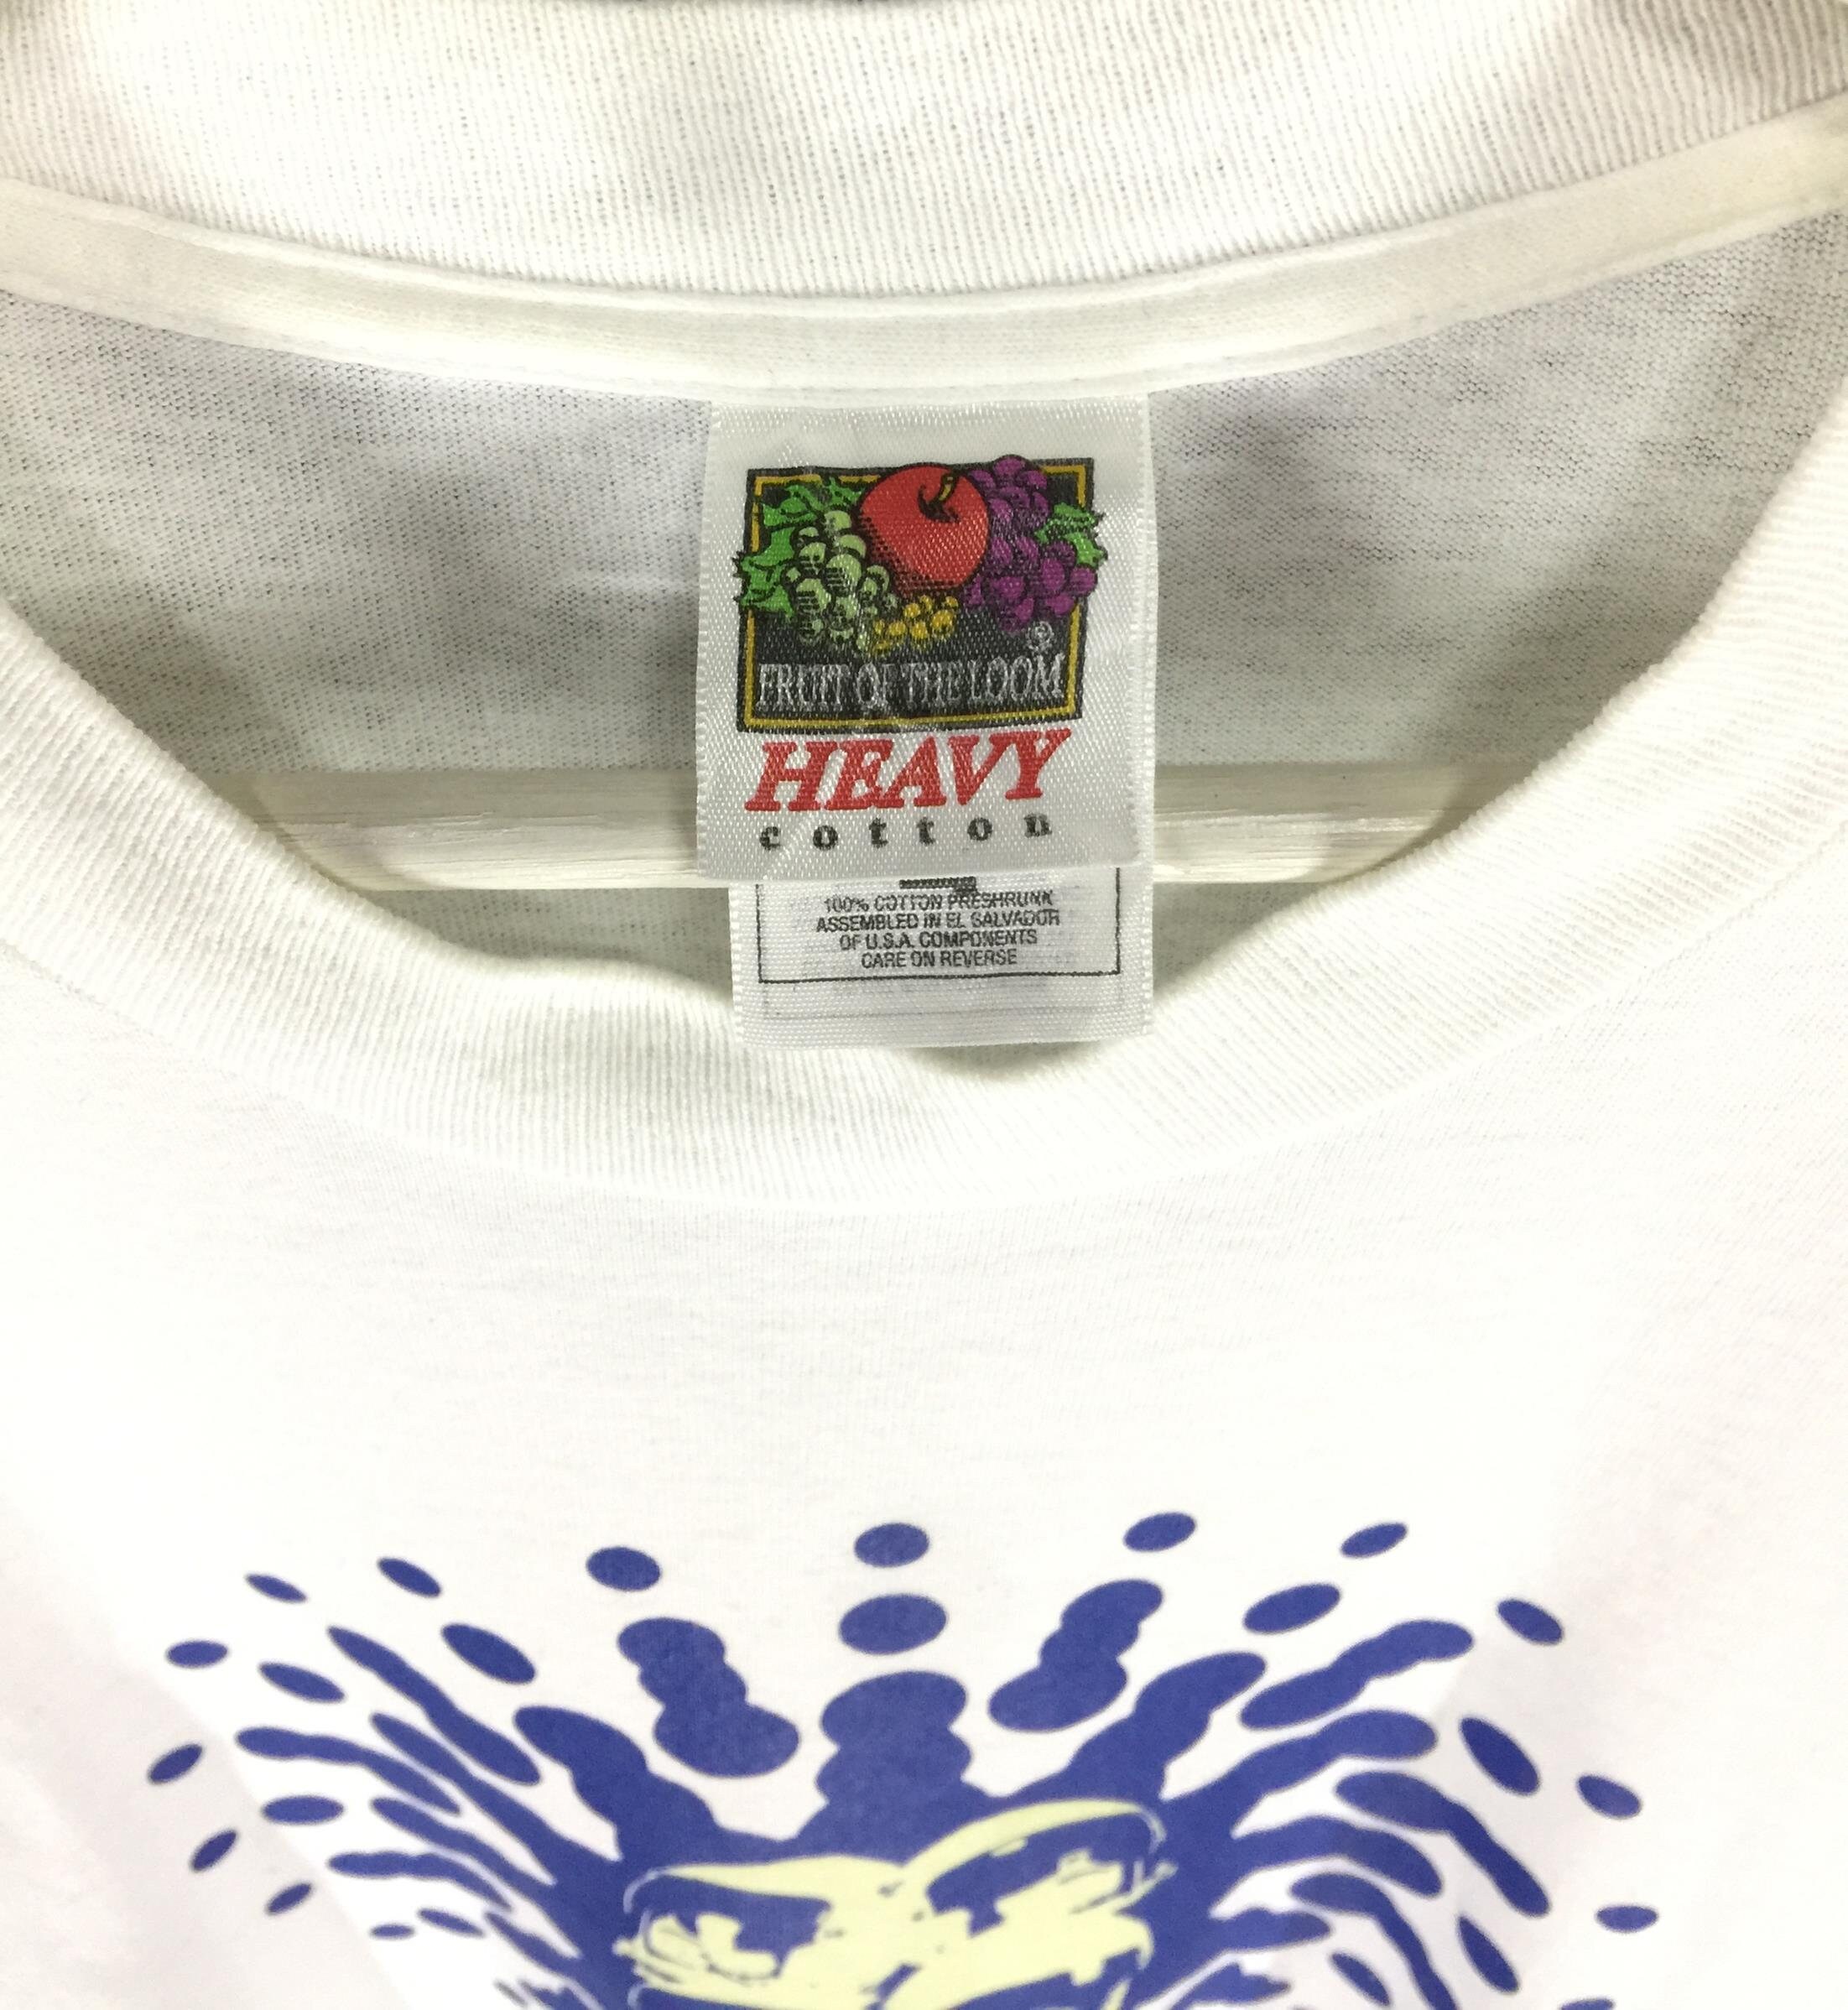 ®
FRUIT OF THE LOOM
HEAVY
cotton
100% COTTON PRESHRUNK
ASSEMBLED IN EL SALVADOR
OF U.S.A. COMPONENTS
CARE ON REVERSE